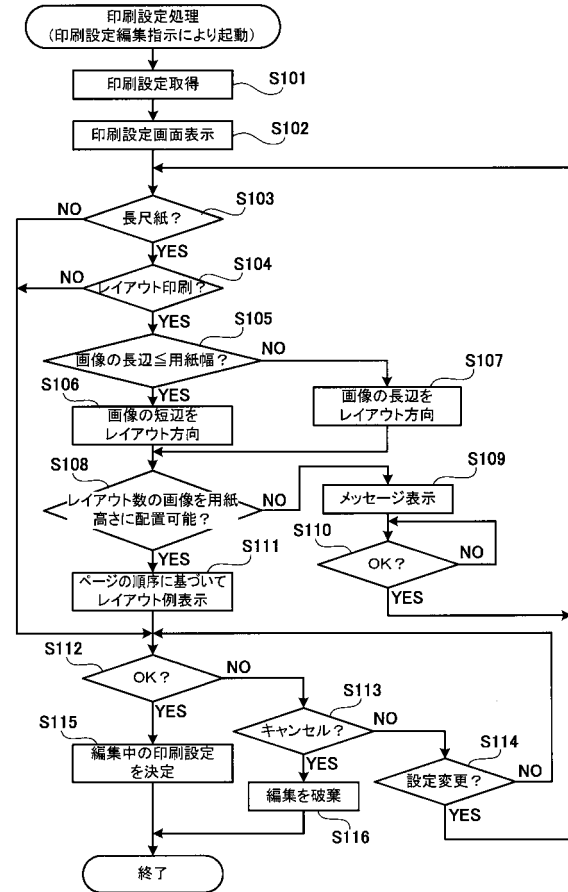 印刷設定処理
(印刷設定編集指示により起動)
印刷設定取得
S101
印刷設定画面表示
S102
長尺紙?
S103
NO
YES
レイアウト印刷?
S104
NO
YES
画像の長辺≦用紙幅?
S105
NO
YES
S106
画像の短辺を
レイアウト方向
S107
画像の長辺を
レイアウト方向
S108
レイアウト数の画像を用紙
高さに配置可能?
NO
YES
S109
メッセージ表示
S110
OK?
NO
YES
S111
ページの順序に基づいて
レイアウト例表示
S112
OK?
NO
YES
S113
キャンセル?
NO
YES
S114
設定変更?
NO
YES
S115
編集中の印刷設定
を決定
編集を破棄
S116
終了